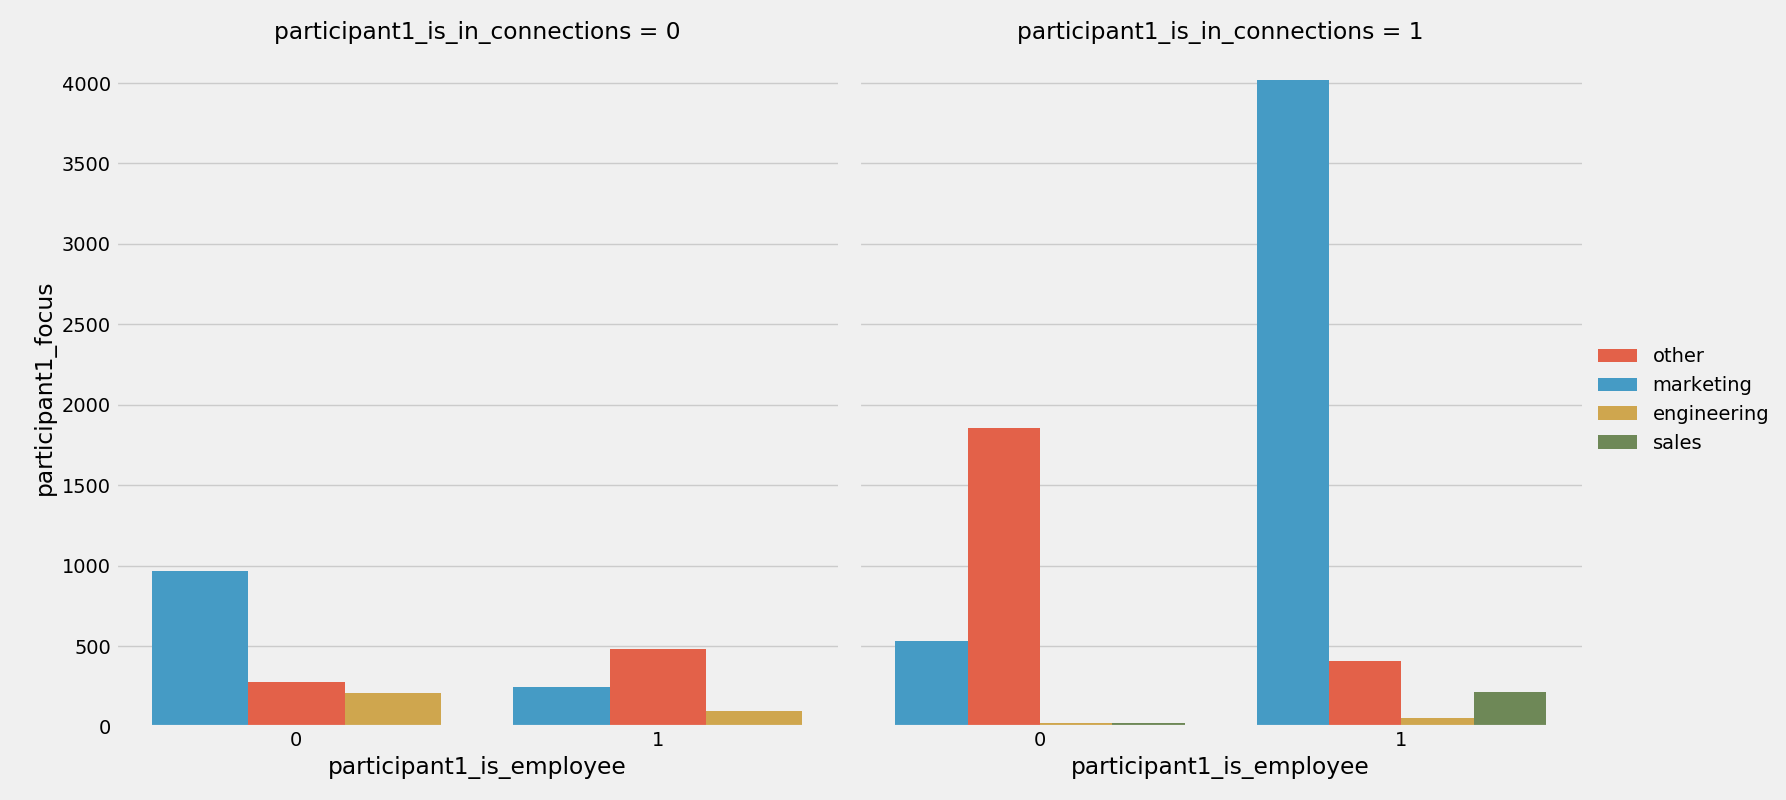 participant1_is_in_connections = 0
participant1_is_in_connections = 1
participant1_focus
4000
3500
3000
2500
2000
1500
1000
500
0
0 1
participant1_is_employee
0 1
participant1_is_employee
other
marketing
engineering
sales